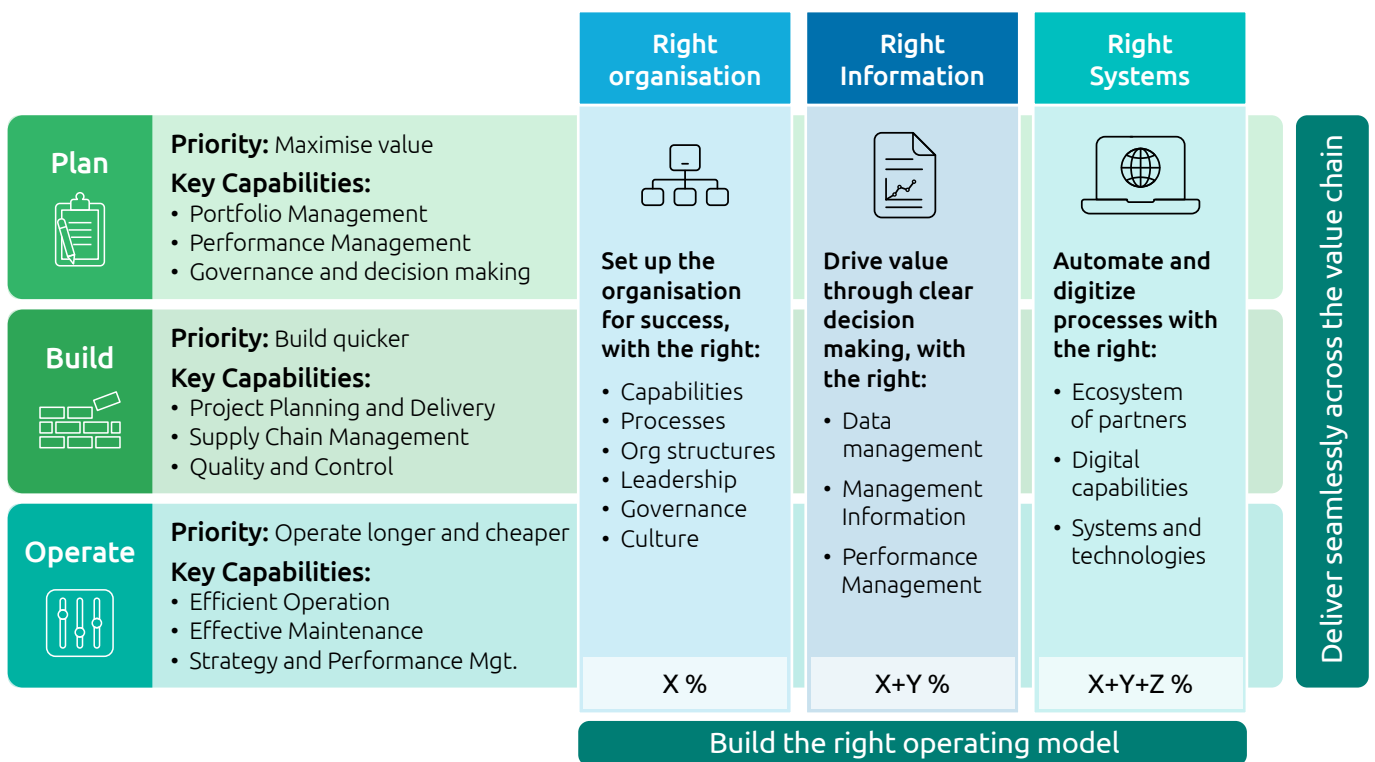 Right
organisation
Right
Information
Right
Systems
Plan
Priority: Maximise value
Key Capabilities:
• Portfolio Management
• Performance Management
• Governance and decision making
Build
Priority: Build quicker
Key Capabilities:
• Project Planning and Delivery
• Supply Chain Management
• Quality and Control
Operate
Priority: Operate longer and cheaper
Key Capabilities:
• Efficient Operation
• Effective Maintenance
• Strategy and Performance Mgt.
Set up the
organisation
for success,
with the right:
• Capabilities
• Processes
• Org structures
• Leadership
• Governance
• Culture
X %
Drive value
through clear
decision
making, with
the right:
• Data
management
• Management
Information
• Performance
Management
X+Y %
Automate and
digitize
processes with
the right:
• Ecosystem
of partners
• Digital
capabilities
• Systems and
technologies
X+Y+Z %
Deliver seamlessly across the value chain
Build the right operating model